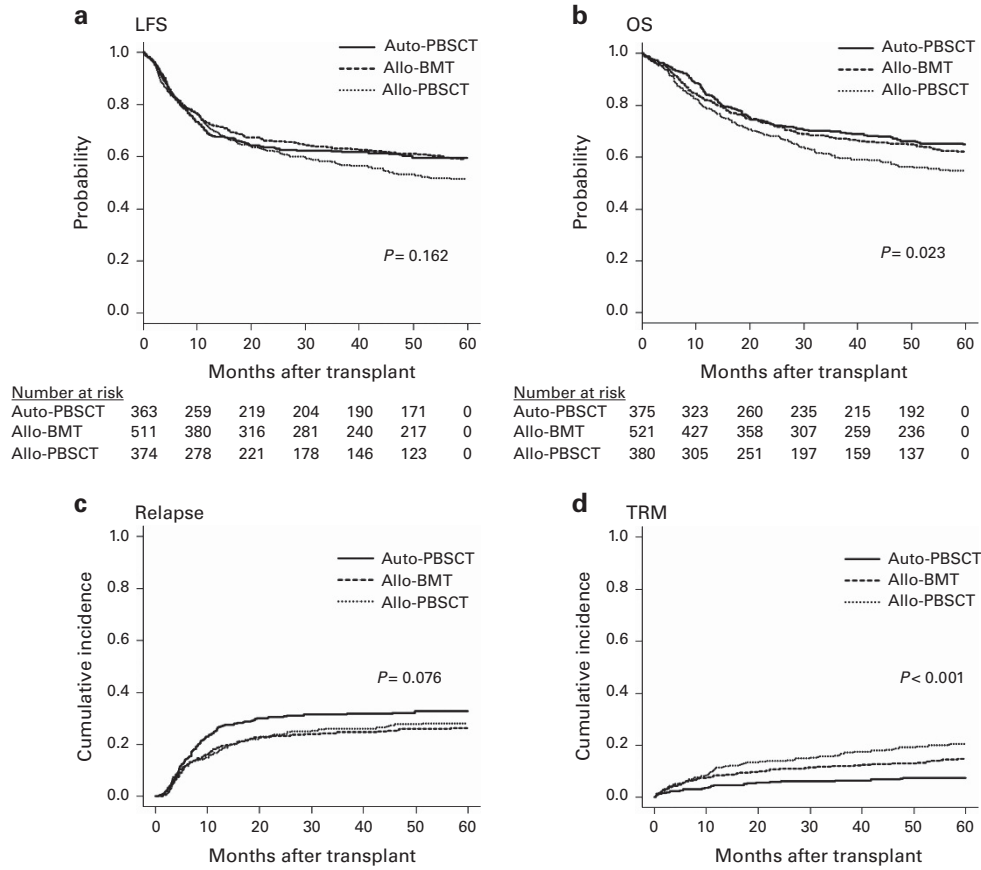 a
LFS
1.0
0.8
0.6
0.4
0.2
0.0
Probability
Auto-PBSCT
Allo-BMT
Allo-PBSCT
P= 0.162
0 10 20 30 40 50 60
Months after transplant
Number at risk
Auto-PBSCT 363 259 219 204 190 171 0
Allo-BMT 511 380 316 281 240 217 0
Allo-PBSCT 374 278 221 178 146 123 0
b
OS
1.0
0.8
0.6
0.4
0.2
0.0
Probability
Auto-PBSCT
Allo-BMT
Allo-PBSCT
P= 0.023
0 10 20 30 40 50 60
Months after transplant
Number at risk
Auto-PBSCT 375 323 260 235 215 192 0
Allo-BMT 521 427 358 307 259 236 0
Allo-PBSCT 380 305 251 197 159 137 0
c
Relapse
1.0
0.8
0.6
0.4
0.2
0.0
Cumulative incidence
Auto-PBSCT
Allo-BMT
Allo-PBSCT
P= 0.076
0 10 20 30 40 50 60
Months after transplant
d
TRM
1.0
0.8
0.6
0.4
0.2
0.0
Cumulative incidence
Auto-PBSCT
Allo-BMT
Allo-PBSCT
P< 0.001
0 10 20 30 40 50 60
Months after transplant